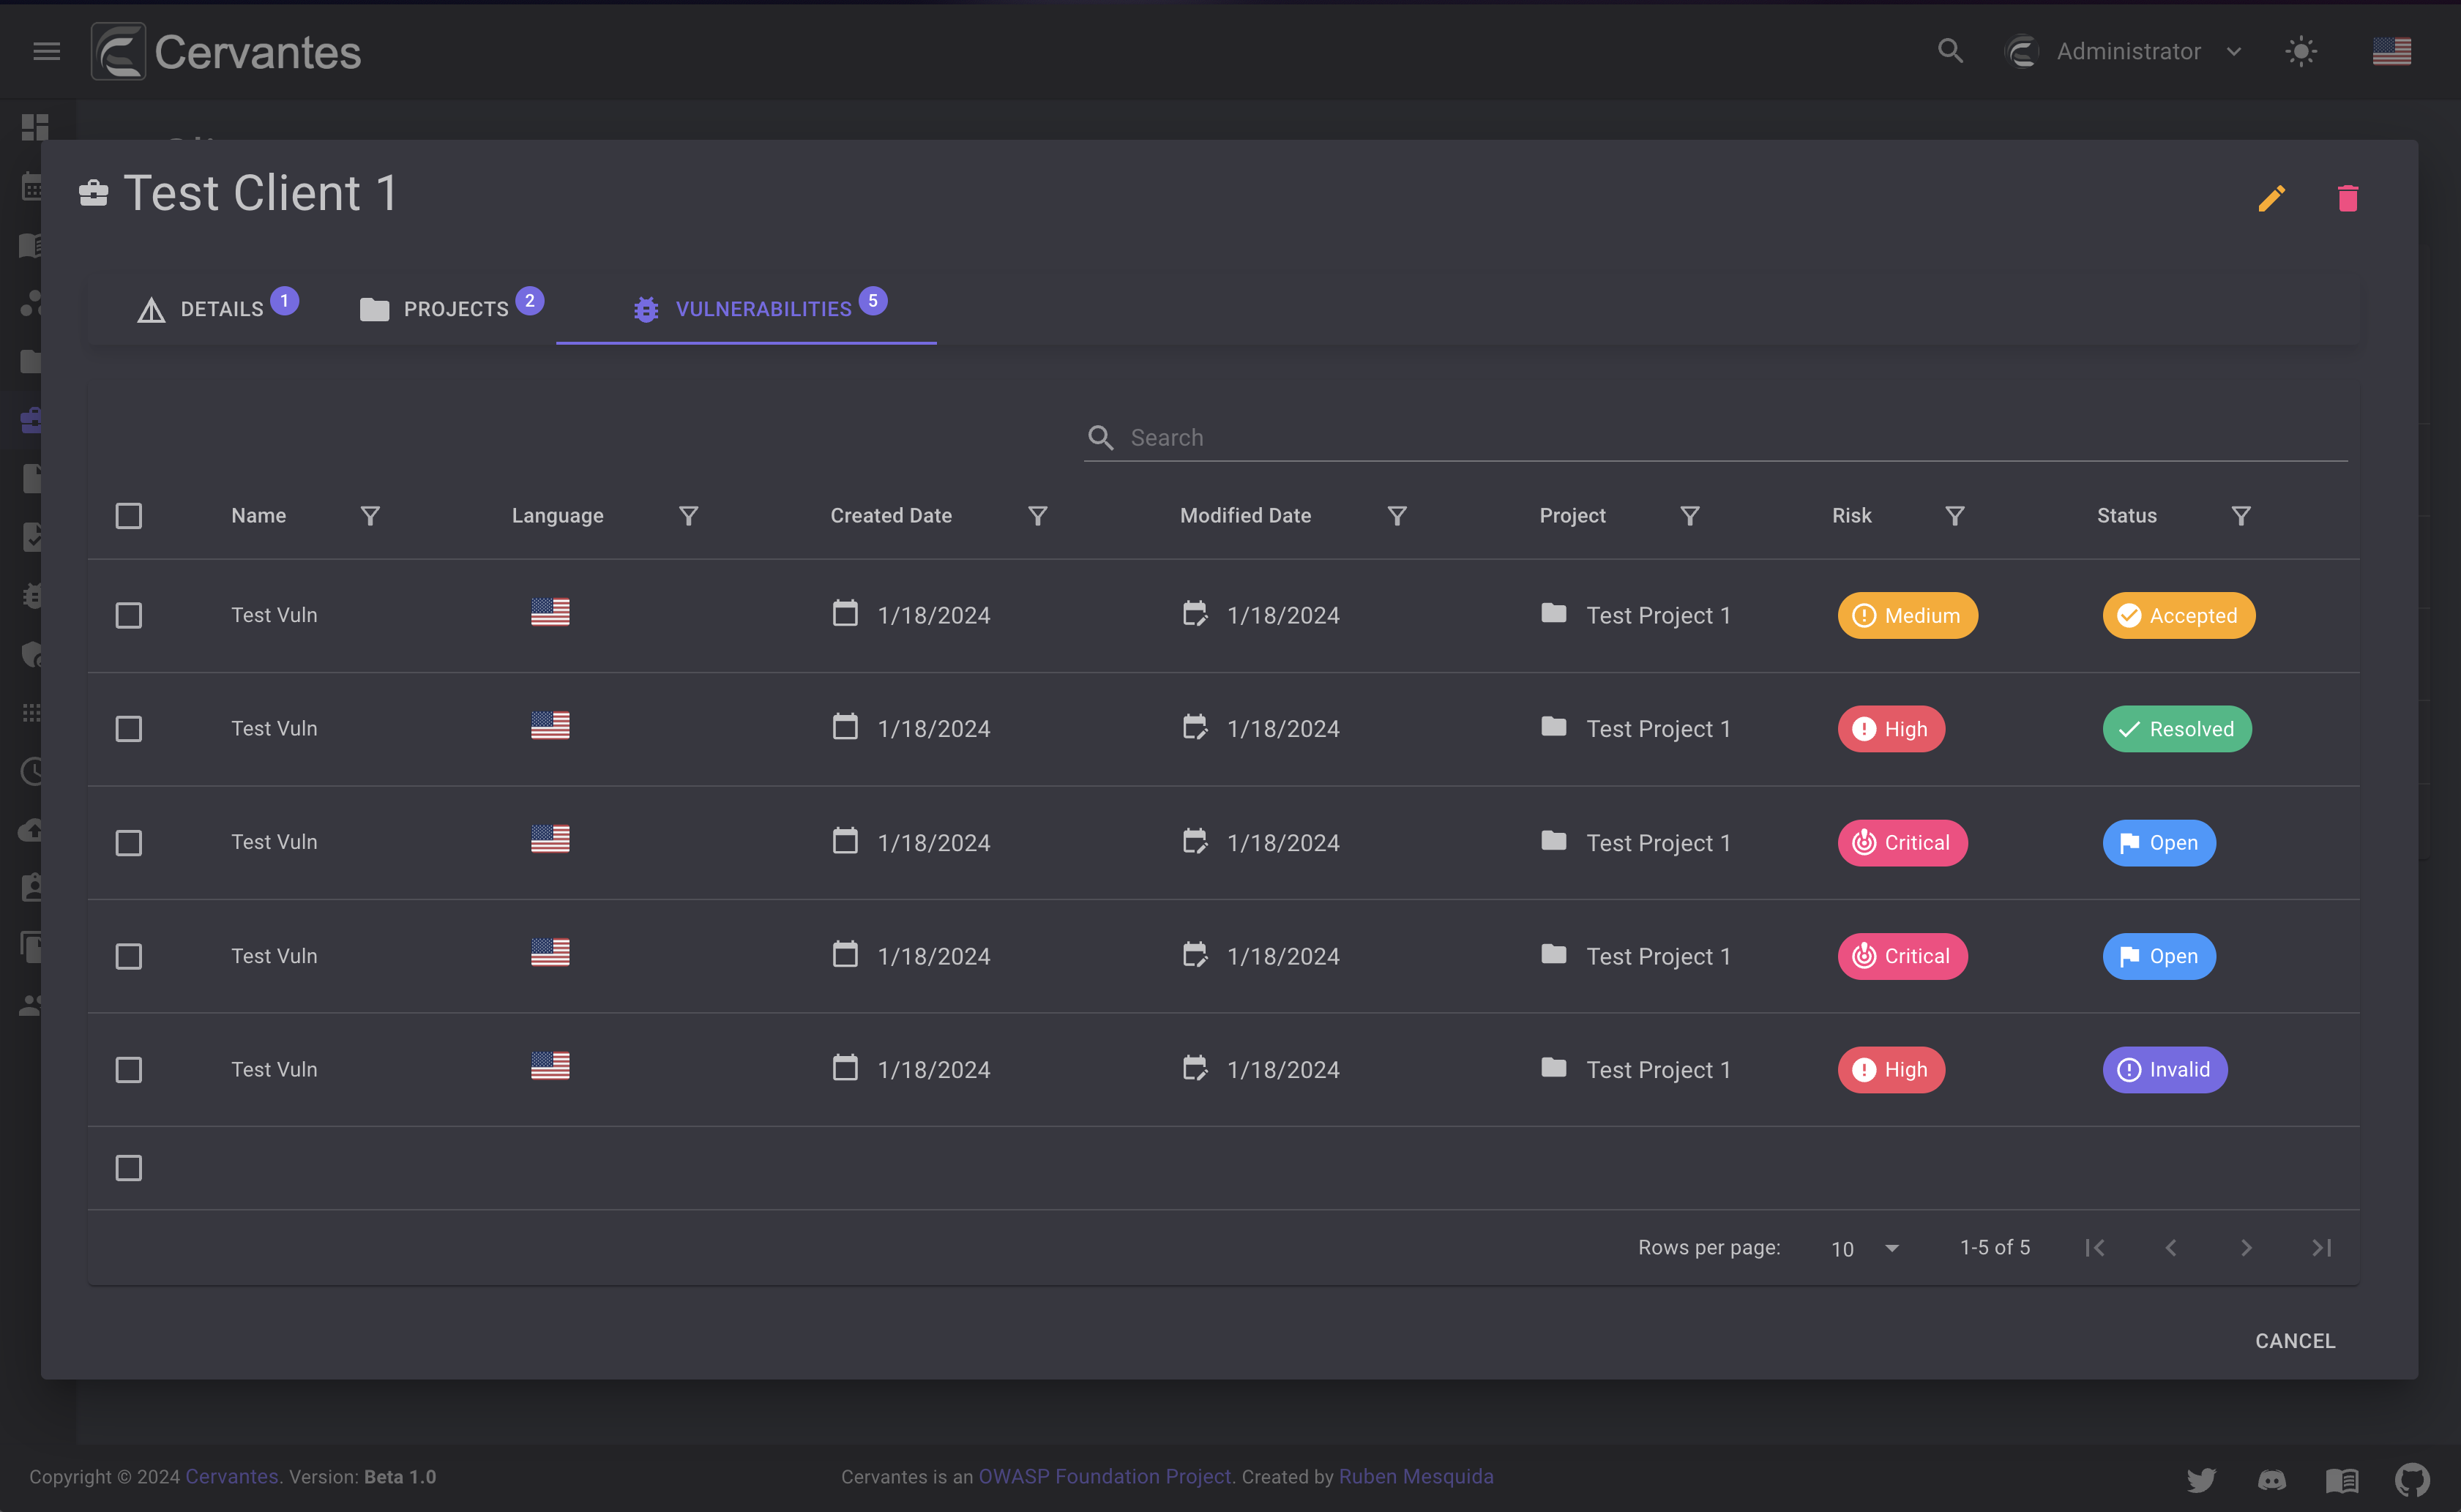 Cervantes
Administrator
Test Client 1
DETAILS 1
PROJECTS 2
VULNERABILITIES 5
Search
Name Language Created Date Modified Date Project Risk Status
Test Vuln 1/18/2024 1/18/2024 Test Project 1 Medium Accepted
Test Vuln 1/18/2024 1/18/2024 Test Project 1 High Resolved
Test Vuln 1/18/2024 1/18/2024 Test Project 1 Critical Open
Test Vuln 1/18/2024 1/18/2024 Test Project 1 Critical Open
Test Vuln 1/18/2024 1/18/2024 Test Project 1 High Invalid
Rows per page: 10 1-5 of 5
CANCEL
Copyright © 2024 Cervantes. Version: Beta 1.0
Cervantes is an OWASP Foundation Project. Created by Ruben Mesquida